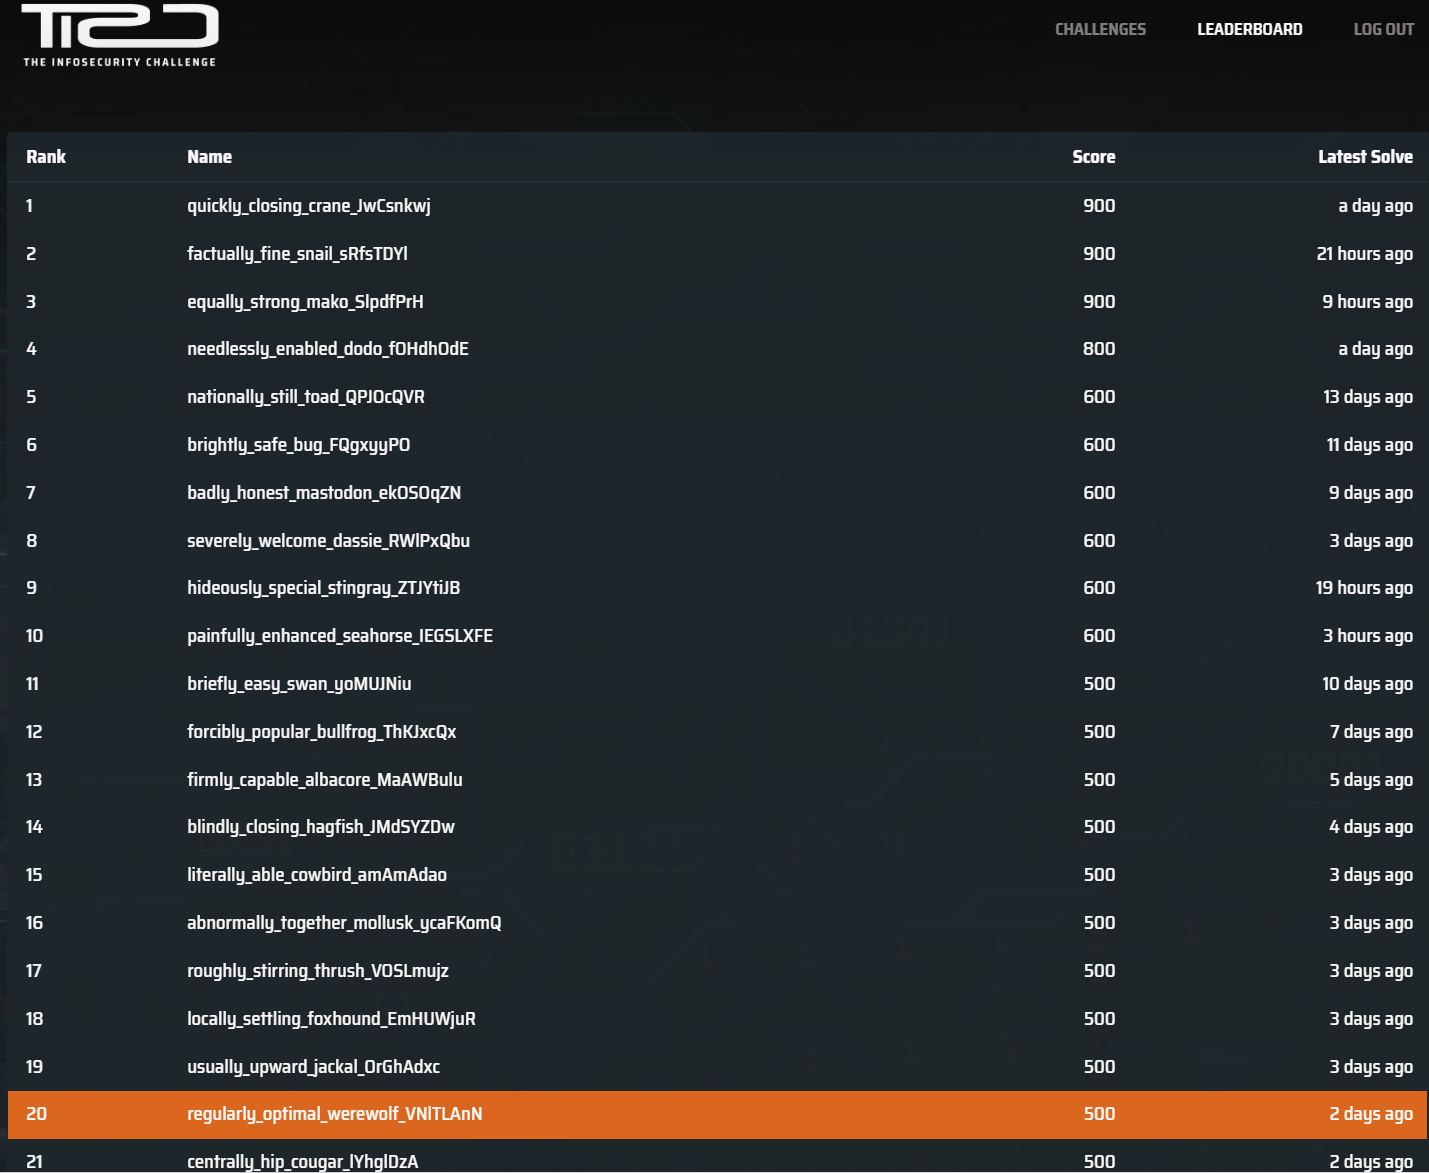 TISC
THE INFOSECURITY CHALLENGE
CHALLENGES LEADERBOARD LOG OUT
Rank Name Score Latest Solve
1 quickly_closing_crane_JwCsnkwj 900 a day ago
2 factually_fine_snail_sRfsTDYl 900 21 hours ago
3 equally_strong_mako_SlpdfPrH 900 9 hours ago
4 needlessly_enabled_dodo_fOHdhOdE 800 a day ago
5 nationally_still_toad_QPJOcQVR 600 13 days ago
6 brightly_safe_bug_FQgxyyPO 600 11 days ago
7 badly_honest_mastodon_ekOSOqZN 600 9 days ago
8 severely_welcome_dassie_RWlPxQbu 600 3 days ago
9 hideously_special_stingray_ZTJYtiJB 600 19 hours ago
10 painfully_enhanced_seahorse_IEGSLXFE 600 3 hours ago
11 briefly_easy_swan_yoMUJNiu 500 10 days ago
12 forcibly_popular_bullfrog_ThKJxcQx 500 7 days ago
13 firmly_capable_albacore_MaAWBulu 500 5 days ago
14 blindly_closing_hagfish_JMdSYZDw 500 4 days ago
15 literally_able_cowbird_amAmAdao 500 3 days ago
16 abnormally_together_mollusk_ycaFKomQ 500 3 days ago
17 roughly_stirring_thrush_VOSLmujz 500 3 days ago
18 locally_settling_foxhound_EmHUWjuR 500 3 days ago
19 usually_upward_jackal_OrGhAdxc 500 3 days ago
20 regularly_optimal_werewolf_VNlTLAnN 500 2 days ago
21 centrally_hip_cougar_lYhglDzA 500 2 days ago